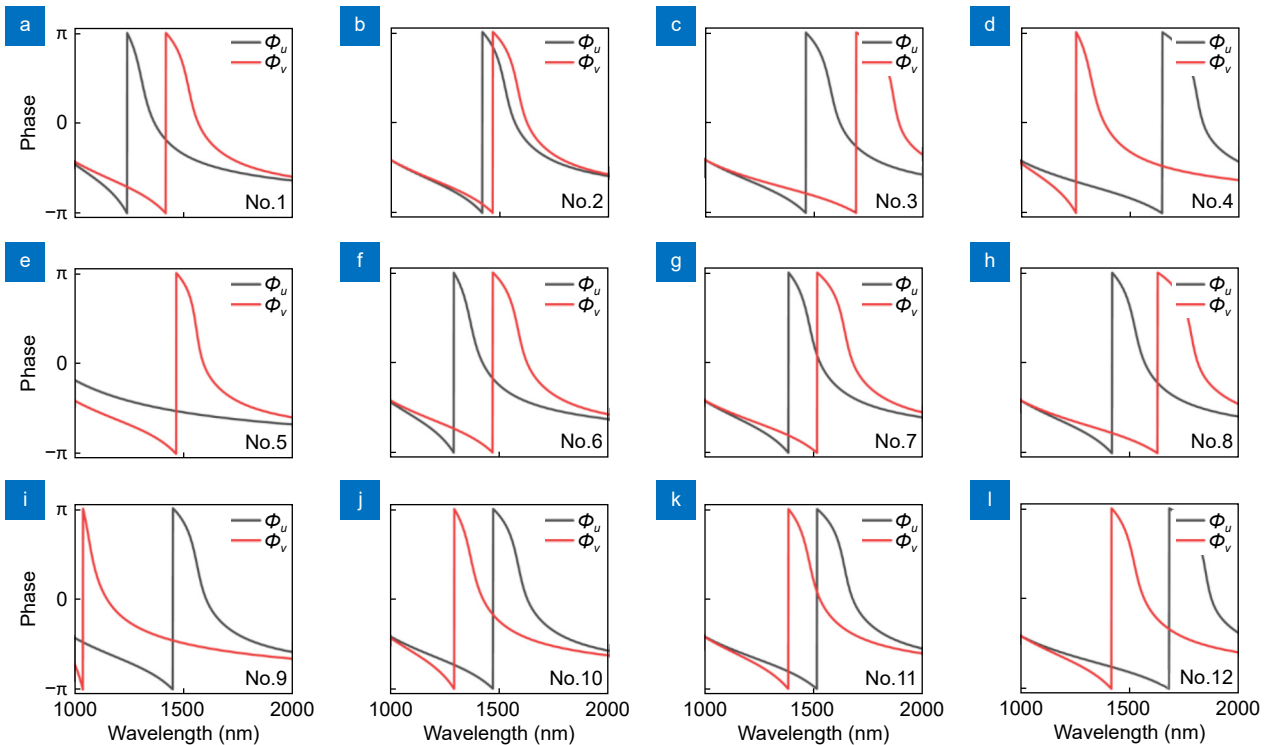 a
b
c
d
π
0
−π
Phase
Φu
Φv
No.1
Φu
Φv
No.2
Φu
Φv
No.3
Φu
Φv
No.4
e
f
g
h
π
0
−π
Phase
Φu
Φv
No.5
Φu
Φv
No.6
Φu
Φv
No.7
Φu
Φv
No.8
i
j
k
l
π
0
−π
Phase
Φu
Φv
No.9
Φu
Φv
No.10
Φu
Φv
No.11
Φu
Φv
No.12
1000 1500 2000
1000 1500 2000
1000 1500 2000
1000 1500 2000
Wavelength (nm)
Wavelength (nm)
Wavelength (nm)
Wavelength (nm)